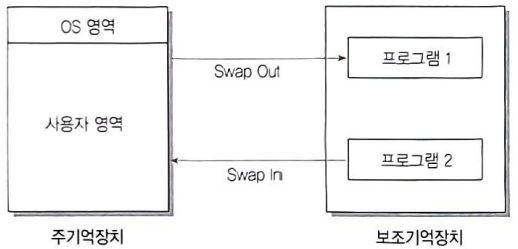 OS 영역
사용자 영역
주기억장치
Swap Out
Swap In
프로그램 1
프로그램 2
보조기억장치